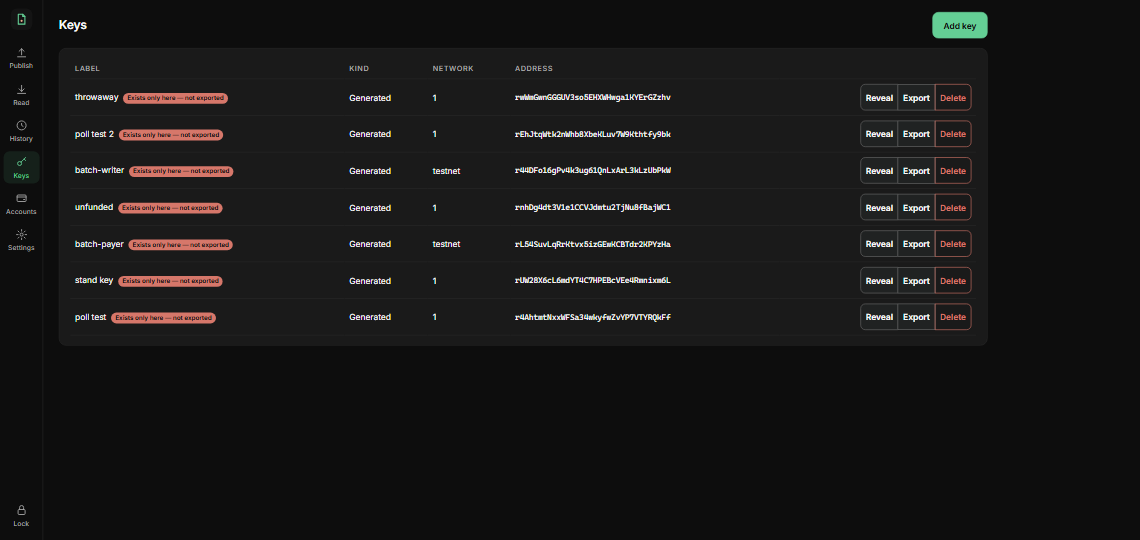 Keys
Add key
Publish
Read
History
Keys
Accounts
Settings
Lock
LABEL KIND NETWORK ADDRESS
throwaway Exists only here — not exported Generated 1 Reveal Export Delete
poll test 2 Exists only here — not exported Generated 1 rEhJtqWtk2nWhb8XbeKLuv7W9Kthtfy9bk Reveal Export Delete
batch-writer Exists only here — not exported Generated testnet r44DFo16gPv4k3ug61QnLxArL3kLzUbPkW Reveal Export Delete
unfunded Exists only here — not exported Generated 1 rnhDg4dt3V1e1CCVJdmtu2TjNu8fBajWC1 Reveal Export Delete
batch-payer Exists only here — not exported Generated testnet rL54SuvLqRrKtvx5izGEmKCBTdr2KPYzHa Reveal Export Delete
stand key Exists only here — not exported Generated 1 rUW28X6cL6mdYT4C7HPEBcVEe4Rmnixm6L Reveal Export Delete
poll test Exists only here — not exported Generated 1 Reveal Export Delete